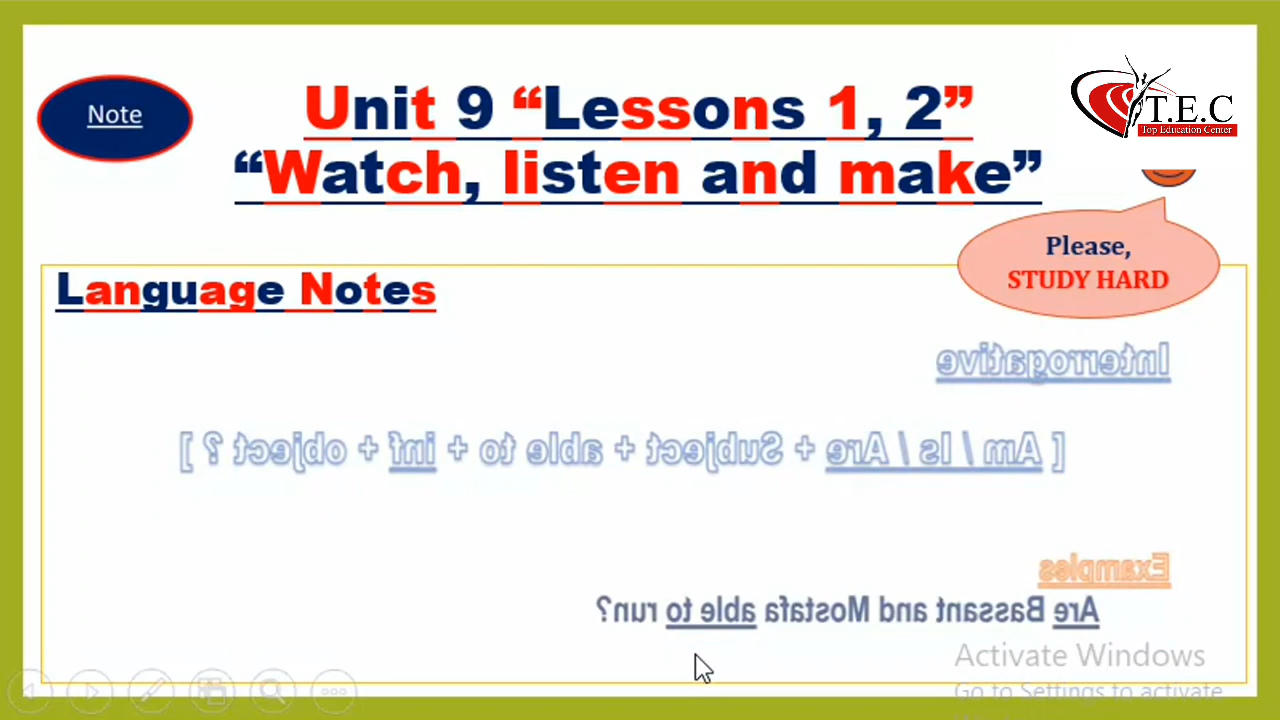 Note
Unit 9 “Lessons 1, 2”
“Watch, listen and make”
T.E.C
Top Education Center
Please,
STUDY HARD
Language Notes
Interrogative
[ Am / Is / Are + Subject + able to + inf + object ? ]
Examples
Are Bassant and Mostafa able to run?
Activate Windows
Go to Settings to activate